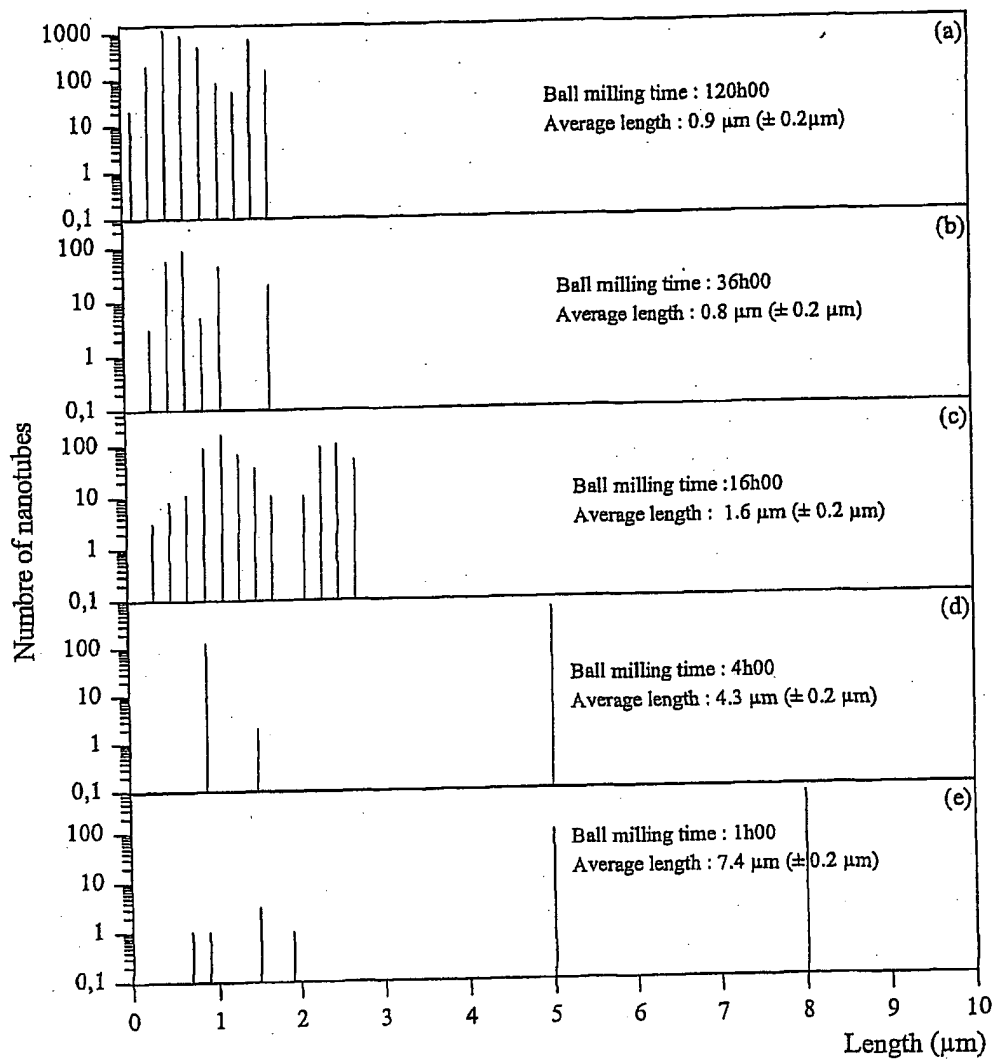 (a)
1000
100
10
1
0,1
Ball milling time : 120h00
Average length : 0.9 µm (± 0.2µm)
(b)
100
10
1
0,1
Ball milling time : 36h00
Average length : 0.8 µm (± 0.2 µm)
(c)
100
10
1
0,1
Ball milling time :16h00
Average length : 1.6 µm (± 0.2 µm)
(d)
100
10
1
0,1
Ball milling time : 4h00
Average length : 4.3 µm (± 0.2 µm)
(e)
100
10
1
0,1
Ball milling time : 1h00
Average length : 7.4 µm (± 0.2 µm)
Numbre of nanotubes
0 1 2 3 4 5 6 7 8 9 10
Length (µm)